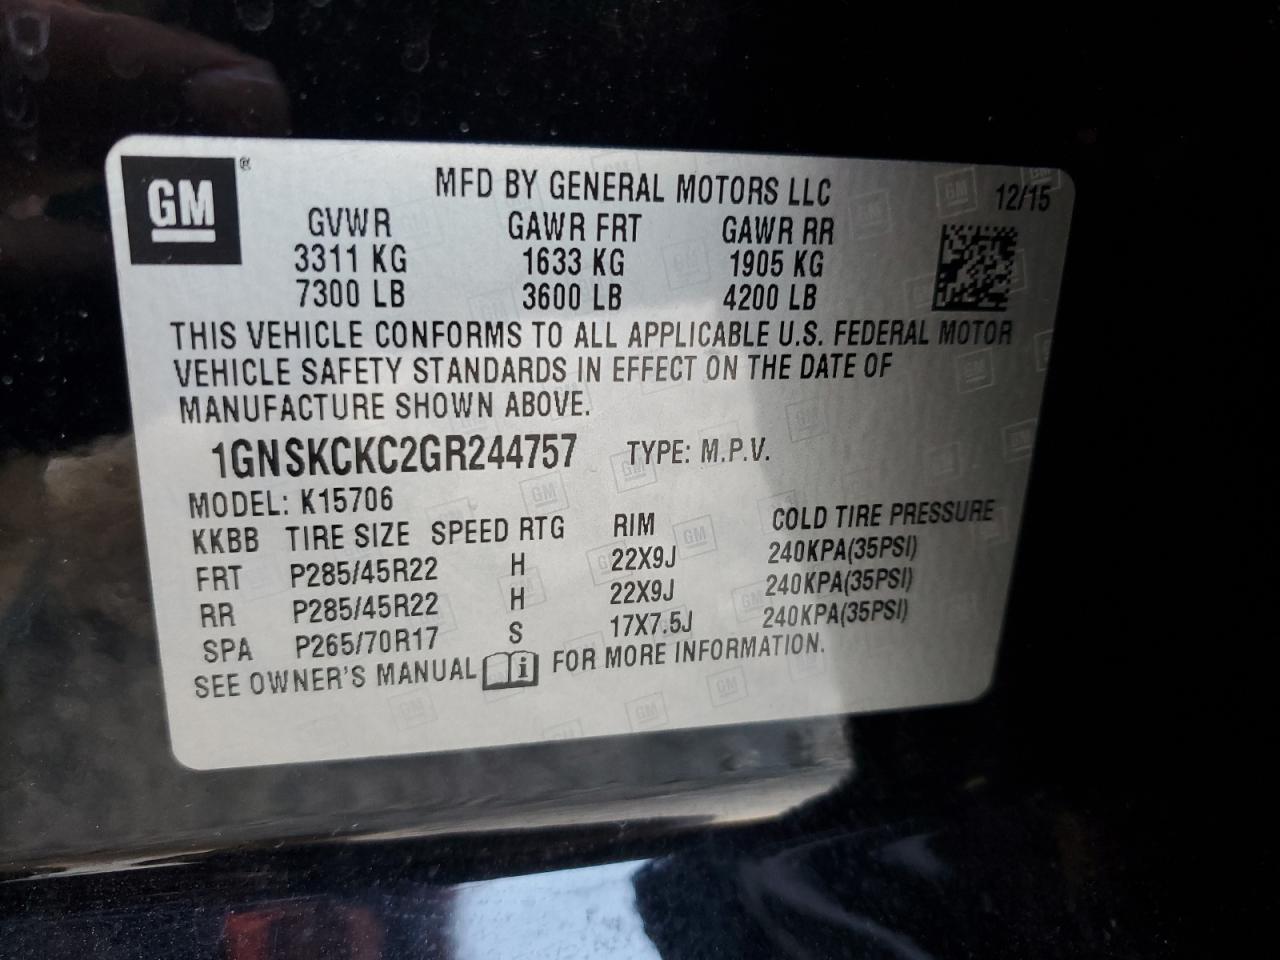 GM ®
MFD BY GENERAL MOTORS LLC 12/15
GVWR GAWR FRT GAWR RR
3311 KG 1633 KG 1905 KG
7300 LB 3600 LB 4200 LB
THIS VEHICLE CONFORMS TO ALL APPLICABLE U.S. FEDERAL MOTOR
VEHICLE SAFETY STANDARDS IN EFFECT ON THE DATE OF
MANUFACTURE SHOWN ABOVE.
1GNSKCKC2GR244757 TYPE: M.P.V.
MODEL: K15706
KKBB TIRE SIZE SPEED RTG RIM COLD TIRE PRESSURE
FRT P285/45R22 H 22X9J 240KPA(35PSI)
RR P285/45R22 H 22X9J 240KPA(35PSI)
SPA P265/70R17 S 17X7.5J 240KPA(35PSI)
SEE OWNER'S MANUAL i FOR MORE INFORMATION.